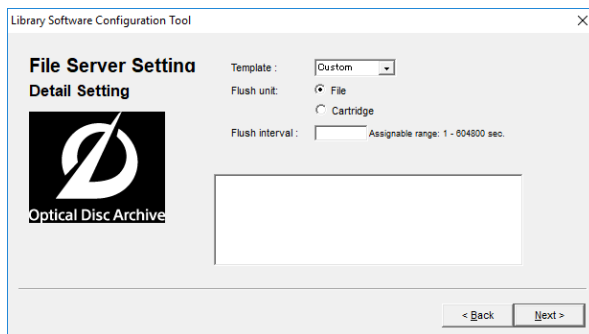 Library Software Configuration Tool
File Server Setting
Detail Setting
Optical Disc Archive
Template :
Custom
Flush unit:
File
Cartridge
Flush interval :
Assignable range: 1 - 604800 sec.
< Back
Next >